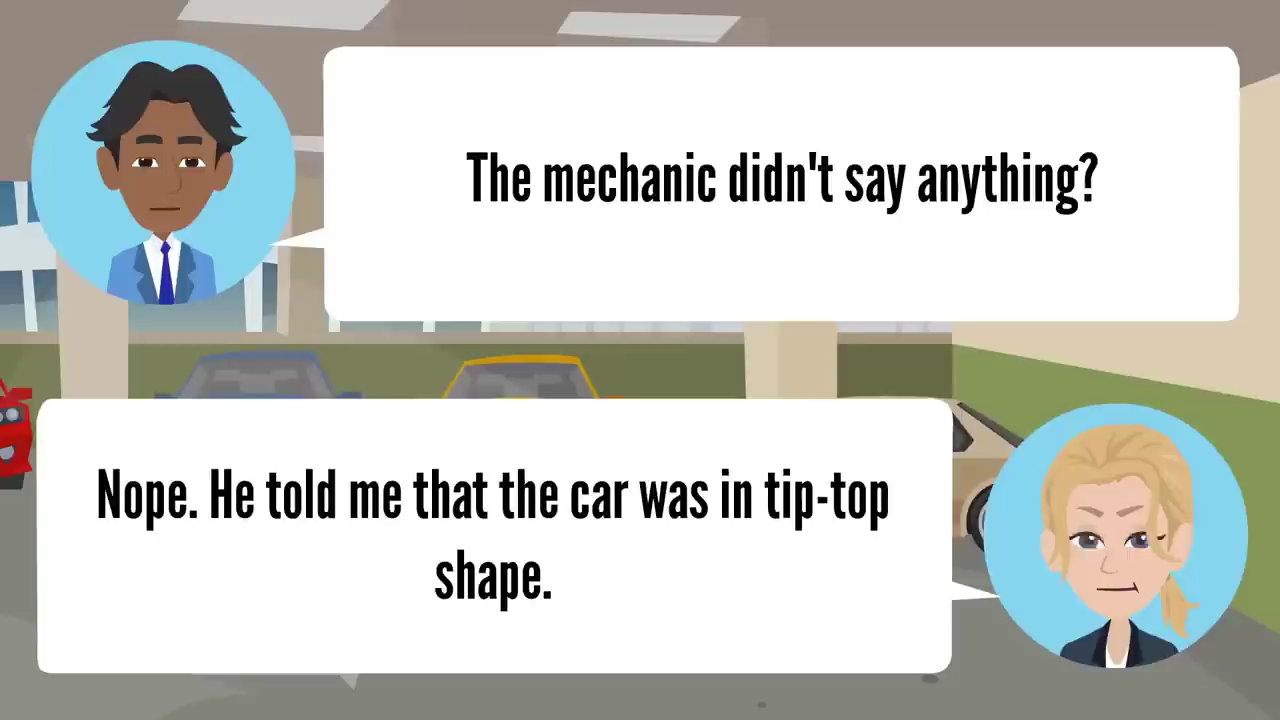 The mechanic didn't say anything?
Nope. He told me that the car was in tip-top
shape.